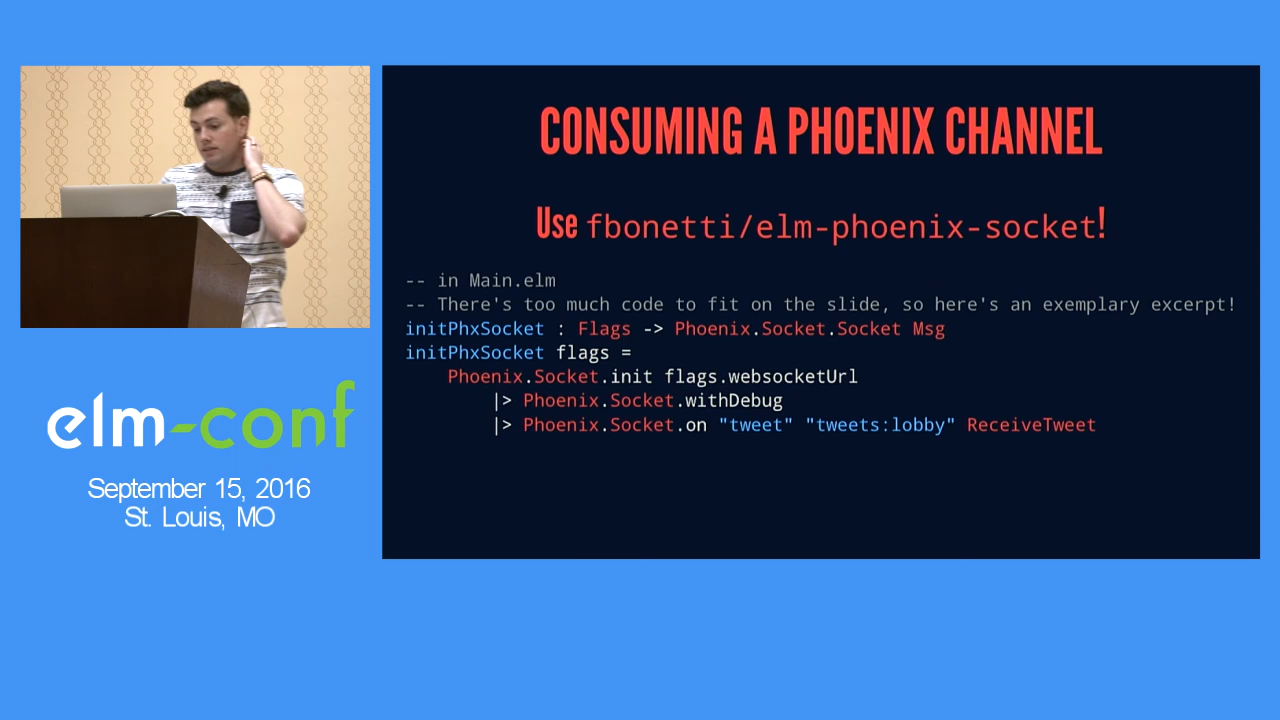 CONSUMING A PHOENIX CHANNEL
Use fbonetti/elm-phoenix-socket!
-- in Main.elm
-- There's too much code to fit on the slide, so here's an exemplary excerpt!
initPhxSocket : Flags -> Phoenix.Socket.Socket Msg
initPhxSocket flags =
    Phoenix.Socket.init flags.websocketUrl
        |> Phoenix.Socket.withDebug
        |> Phoenix.Socket.on "tweet" "tweets:lobby" ReceiveTweet
elm-conf
September 15, 2016
St. Louis, MO